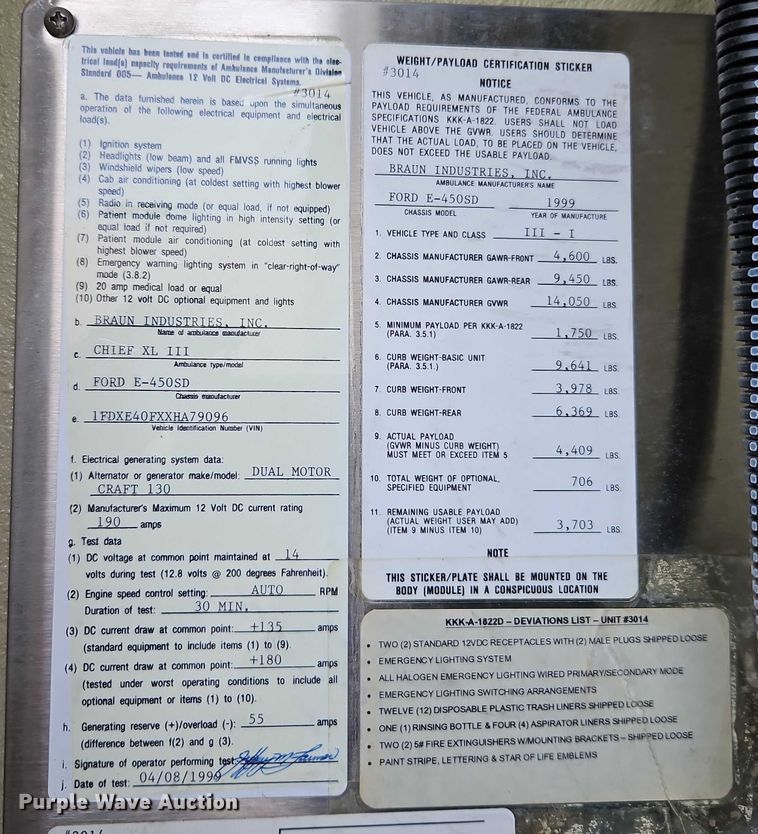 This vehicle has been tested and is certified in compliance with the elec-
trical load(s) capacity requirements of Ambulance Manufacturer's Division
Standard 005— Ambulance 12 Volt DC Electrical Systems.
#3014
a. The data furnished herein is based upon the simultaneous
operation of the following electrical equipment and electrical
load(s).
(1) Ignition system
(2) Headlights (low beam) and all FMVSS running lights
(3) Windshield wipers (low speed)
(4) Cab air conditioning (at coldest setting with highest blower
speed)
(5) Radio in receiving mode (or equal load, if not equipped)
(6) Patient module dome lighting in high intensity setting (or
equal load if not required)
(7) Patient module air conditioning (at coldest setting with
highest blower speed)
(8) Emergency warning lighting system in "clear-right-of-way"
mode (3.8.2)
(9) 20 amp medical load or equal
(10) Other 12 volt DC optional equipment and lights
b. BRAUN INDUSTRIES, INC.
Name of ambulance manufacturer
c. CHIEF XL III
Ambulance type/model
d. FORD E-450SD
Chassis manufacturer
e. 1FDXE40FXXHA79096
Vehicle Identification Number (VIN)
f. Electrical generating system data:
(1) Alternator or generator make/model: DUAL MOTOR
CRAFT 130
(2) Manufacturer's Maximum 12 Volt DC current rating
190 amps
g. Test data
(1) DC voltage at common point maintained at 14
volts during test (12.8 volts @ 200 degrees Fahrenheit).
(2) Engine speed control setting: AUTO RPM
Duration of test: 30 MIN.
(3) DC current draw at common point: +135 amps
(standard equipment to include items (1) to (9).
(4) DC current draw at common point: +180 amps
(tested under worst operating conditions to include all
optional equipment or items (1) to (10).
h. Generating reserve (+)/overload (-): 55 amps
(difference between f(2) and g (3).
i. Signature of operator performing test:
j. Date of test: 04/08/1999
WEIGHT/PAYLOAD CERTIFICATION STICKER
#3014
NOTICE
THIS VEHICLE, AS MANUFACTURED, CONFORMS TO THE
PAYLOAD REQUIREMENTS OF THE FEDERAL AMBULANCE
SPECIFICATIONS KKK-A-1822. USERS SHALL NOT LOAD
VEHICLE ABOVE THE GVWR. USERS SHOULD DETERMINE
THAT THE ACTUAL LOAD, TO BE PLACED ON THE VEHICLE,
DOES NOT EXCEED THE USABLE PAYLOAD.
BRAUN INDUSTRIES, INC.
AMBULANCE MANUFACTURER'S NAME
FORD E-450SD 1999
CHASSIS MODEL YEAR OF MANUFACTURE
1. VEHICLE TYPE AND CLASS III - I
2. CHASSIS MANUFACTURER GAWR-FRONT 4,600 LBS.
3. CHASSIS MANUFACTURER GAWR-REAR 9,450 LBS.
4. CHASSIS MANUFACTURER GVWR 14,050 LBS.
5. MINIMUM PAYLOAD PER KKK-A-1822
(PARA. 3.5.1) 1,750 LBS.
6. CURB WEIGHT-BASIC UNIT
(PARA. 3.5.1.) 9,641 LBS.
7. CURB WEIGHT-FRONT 3,978 LBS.
8. CURB WEIGHT-REAR 6,369 LBS.
9. ACTUAL PAYLOAD
(GVWR MINUS CURB WEIGHT)
MUST MEET OR EXCEED ITEM 5 4,409 LBS.
10. TOTAL WEIGHT OF OPTIONAL,
SPECIFIED EQUIPMENT 706 LBS.
11. REMAINING USABLE PAYLOAD
(ACTUAL WEIGHT USER MAY ADD)
(ITEM 9 MINUS ITEM 10) 3,703 LBS.
NOTE
THIS STICKER/PLATE SHALL BE MOUNTED ON THE
BODY (MODULE) IN A CONSPICUOUS LOCATION
KKK-A-1822D – DEVIATIONS LIST – UNIT #3014
• TWO (2) STANDARD 12VDC RECEPTACLES WITH (2) MALE PLUGS SHIPPED LOOSE
• EMERGENCY LIGHTING SYSTEM
• ALL HALOGEN EMERGENCY LIGHTING WIRED PRIMARY/SECONDARY MODE
• EMERGENCY LIGHTING SWITCHING ARRANGEMENTS
• TWELVE (12) DISPOSABLE PLASTIC TRASH LINERS SHIPPED LOOSE
• ONE (1) RINSING BOTTLE & FOUR (4) ASPIRATOR LINERS SHIPPED LOOSE
• TWO (2) 5# FIRE EXTINGUISHERS W/MOUNTING BRACKETS – SHIPPED LOOSE
• PAINT STRIPE, LETTERING & STAR OF LIFE EMBLEMS
Purple Wave Auction